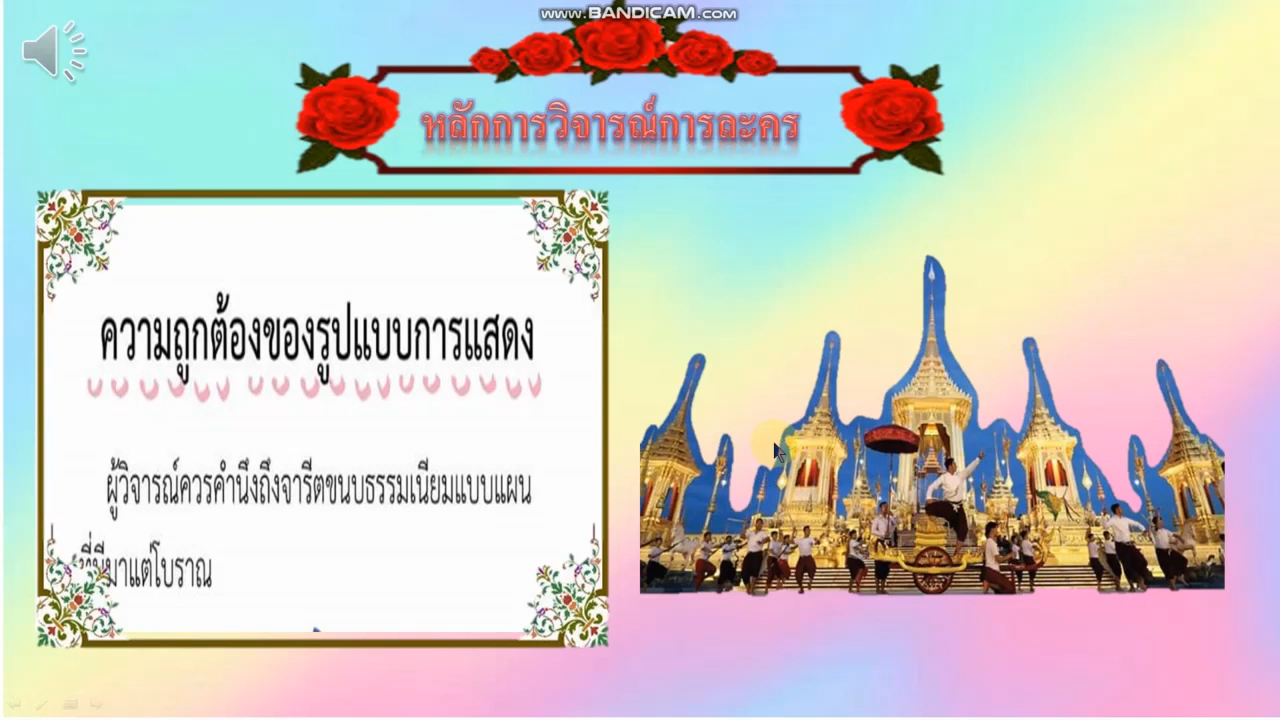 www.BANDICAM.com
หลักการวิจารณ์การละคร
ความถูกต้องของรูปแบบการแสดง
ผู้วิจารณ์ควรคำนึงถึงจารีตขนบธรรมเนียมแบบแผน
ที่มีมาแต่โบราณ